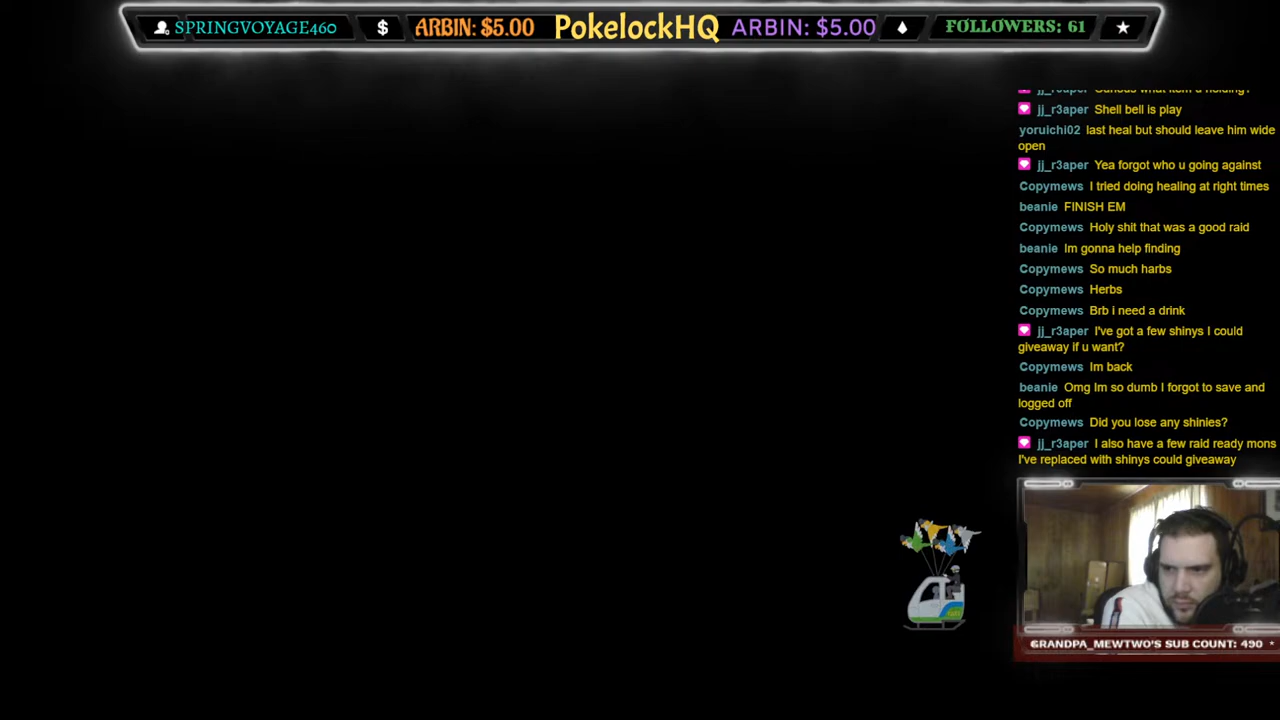 SPRINGVOYAGE460 $ ARBIN: $5.00 PokelockHQ ARBIN: $5.00 FOLLOWERS: 61
jj_r3aper Curious what item u holding?
jj_r3aper Shell bell is play
yoruichi02 last heal but should leave him wide
open
jj_r3aper Yea forgot who u going against
Copymews I tried doing healing at right times
beanie FINISH EM
Copymews Holy shit that was a good raid
beanie Im gonna help finding
Copymews So much harbs
Copymews Herbs
Copymews Brb i need a drink
jj_r3aper I've got a few shinys I could
giveaway if u want?
Copymews Im back
beanie Omg Im so dumb I forgot to save and
logged off
Copymews Did you lose any shinies?
jj_r3aper I also have a few raid ready mons
I've replaced with shinys could giveaway
GRANDPA_MEWTWO'S SUB COUNT: 490 *